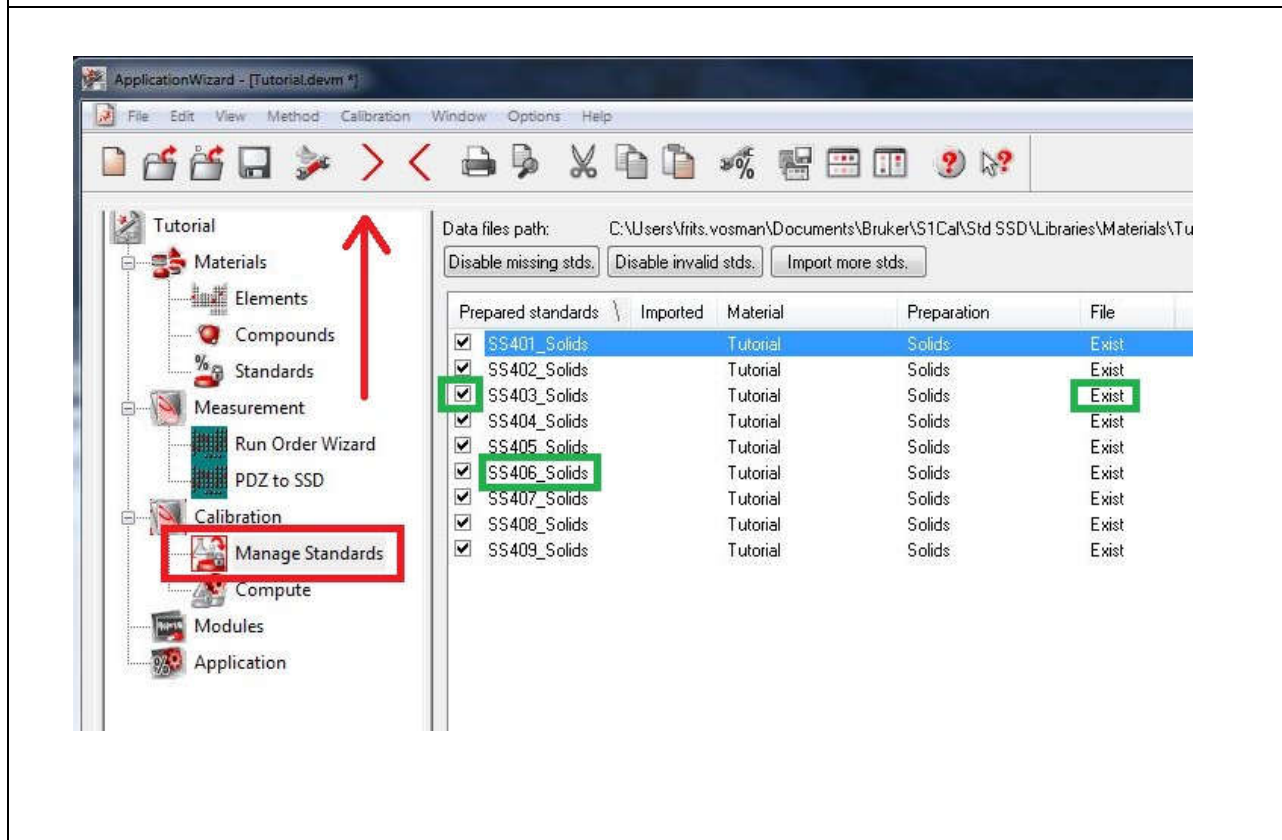 ApplicationWizard - [Tutorial.devm *]
File Edit View Method Calibration Window Options Help
Tutorial
Materials
Elements
Compounds
% Standards
Measurement
Run Order Wizard
PDZ to SSD
Calibration
Manage Standards
Compute
Modules
Application
Data files path: C:\Users\frits.vosman\Documents\Bruker\S1Cal\Std SSD\Libraries\Materials\Tu
Disable missing stds. Disable invalid stds. Import more stds.
Prepared standards \ Imported Material Preparation File
SS401_Solids Tutorial Solids Exist
SS402_Solids Tutorial Solids Exist
SS403_Solids Tutorial Solids Exist
SS404_Solids Tutorial Solids Exist
SS405_Solids Tutorial Solids Exist
SS406_Solids Tutorial Solids Exist
SS407_Solids Tutorial Solids Exist
SS408_Solids Tutorial Solids Exist
SS409_Solids Tutorial Solids Exist